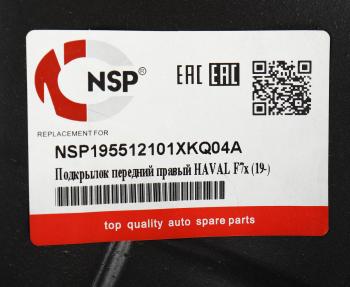 NSP®
EAC EAC
REPLACEMENT FOR
NSP195512101XKQ04A
Подкрылок передний правый HAVAL F7x (19-)
top quality auto spare parts